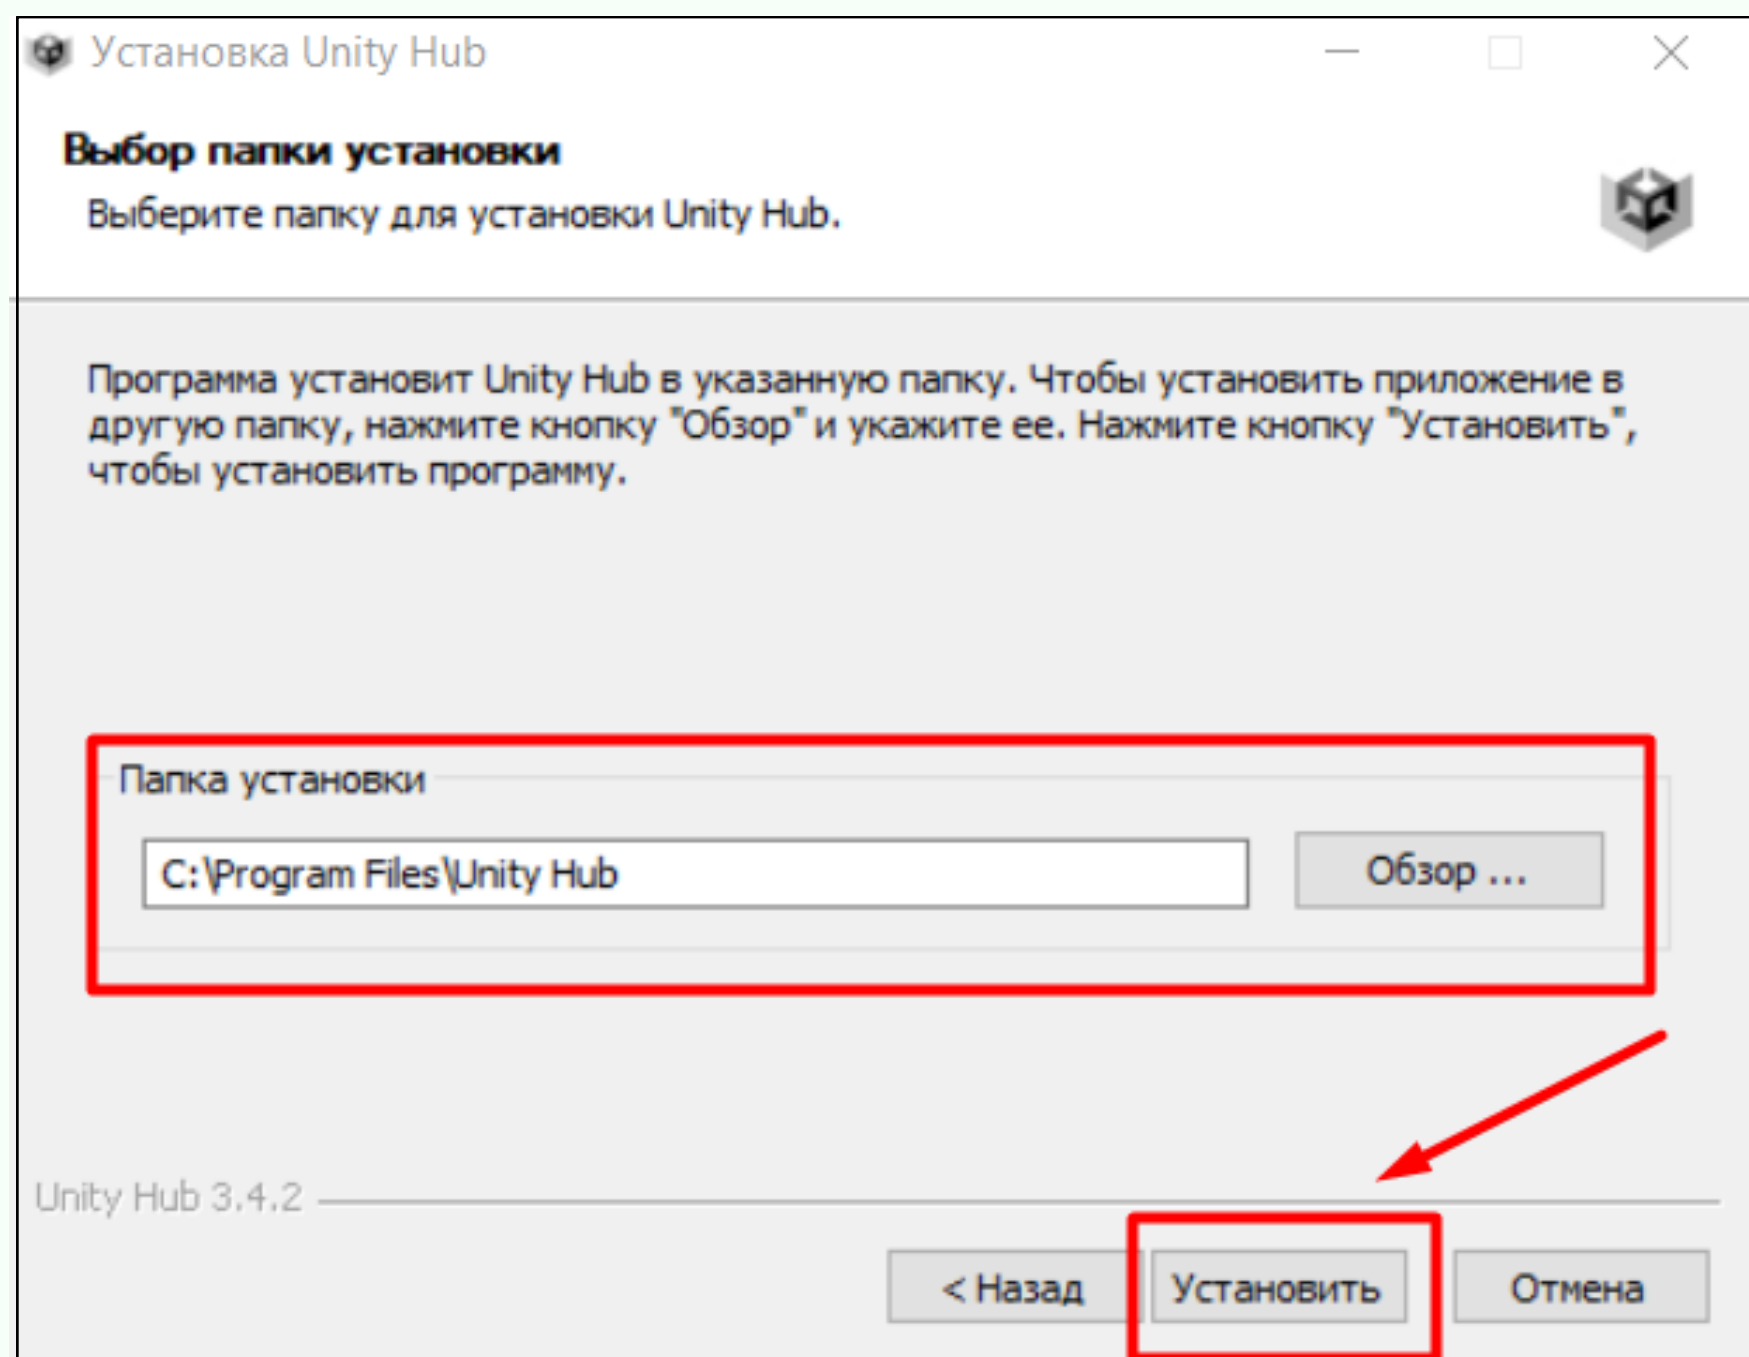 Установка Unity Hub
Выбор папки установки
Выберите папку для установки Unity Hub.
Программа установит Unity Hub в указанную папку. Чтобы установить приложение в
другую папку, нажмите кнопку "Обзор" и укажите ее. Нажмите кнопку "Установить",
чтобы установить программу.
Папка установки
C:\Program Files\Unity Hub
Обзор ...
Unity Hub 3.4.2
< Назад
Установить
Отмена